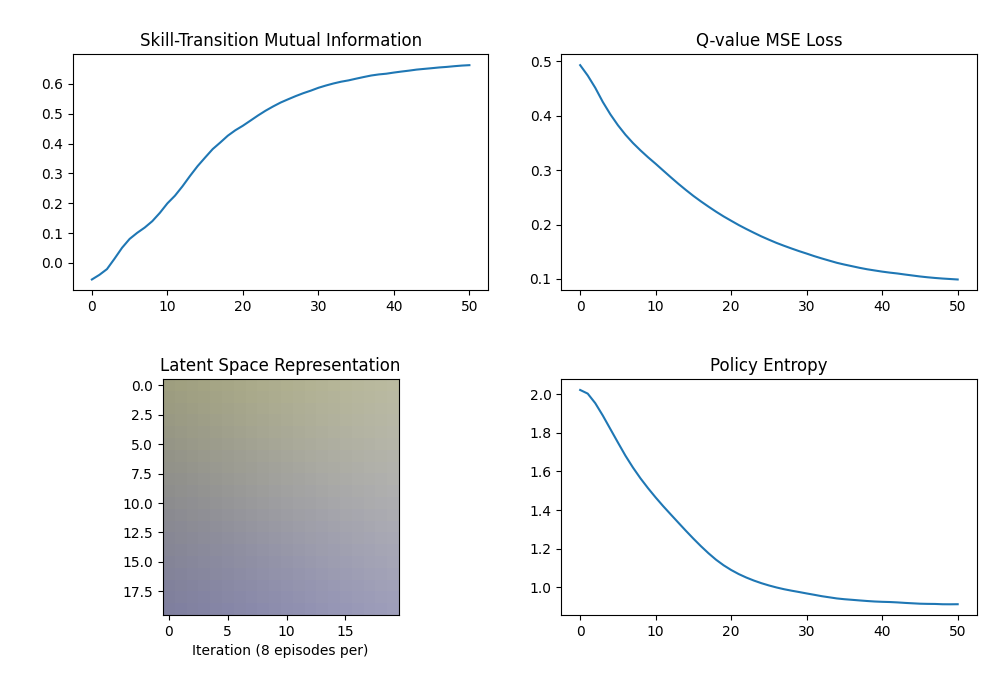 Skill-Transition Mutual Information
0.6
0.5
0.4
0.3
0.2
0.1
0.0
0 10 20 30 40 50
Q-value MSE Loss
0.5
0.4
0.3
0.2
0.1
0 10 20 30 40 50
Latent Space Representation
0.0
2.5
5.0
7.5
10.0
12.5
15.0
17.5
0 5 10 15
Iteration (8 episodes per)
Policy Entropy
2.0
1.8
1.6
1.4
1.2
1.0
0 10 20 30 40 50